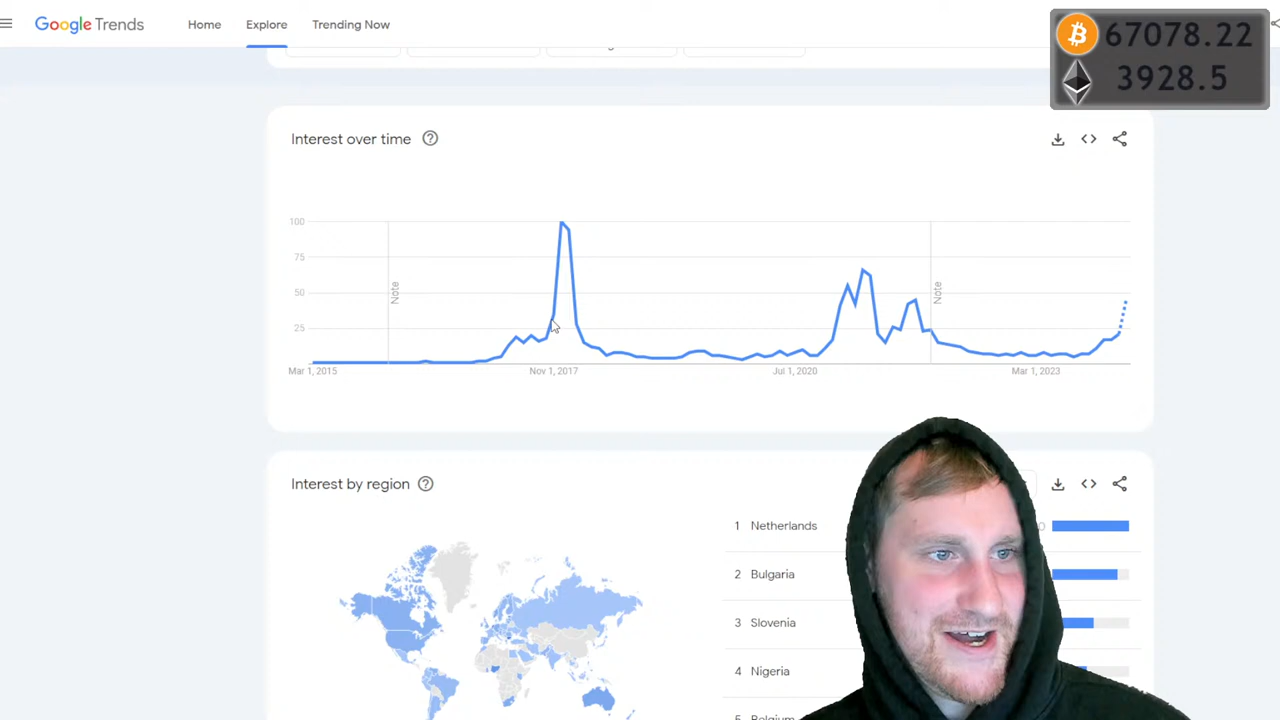 Google Trends
Home
Explore
Trending Now
67078.22
3928.5
Interest over time
100
75
50
25
Note
Note
Mar 1, 2015
Nov 1, 2017
Jul 1, 2020
Mar 1, 2023
Interest by region
1 Netherlands
2 Bulgaria
3 Slovenia
4 Nigeria
5 Belgium